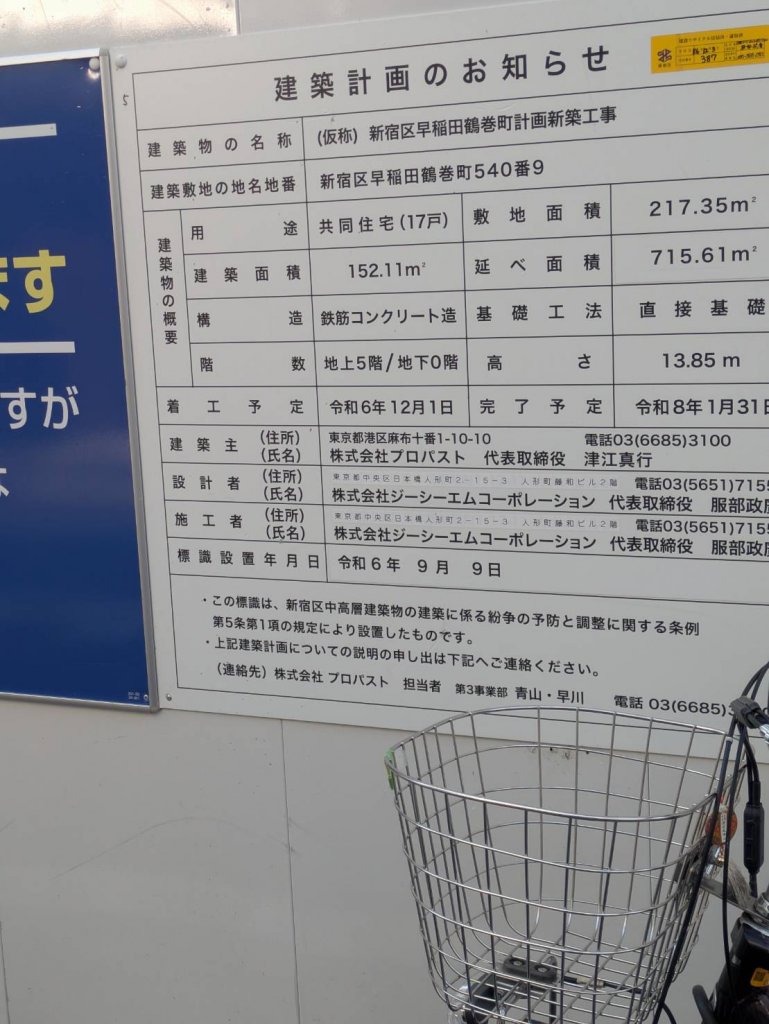 建築計画のお知らせ
387
5
建築物の名称 (仮称) 新宿区早稲田鶴巻町計画新築工事
建築敷地の地名地番 新宿区早稲田鶴巻町540番9
建築物の概要
用途 共同住宅(17戸) 敷地面積 217.35m²
建築面積 152.11m² 延べ面積 715.61m²
構造 鉄筋コンクリート造 基礎工法 直接基礎
階数 地上5階/地下0階 高さ 13.85 m
着工予定 令和6年12月1日 完了予定 令和8年1月31日
建築主 (住所) 東京都港区麻布十番1-10-10 電話03(6685)3100
(氏名) 株式会社プロパスト 代表取締役 津江真行
設計者 (住所) 東京都中央区日本橋人形町2-15-3 人形町藤和ビル2階 電話03(5651)715
(氏名) 株式会社ジーシーエムコーポレーション 代表取締役 服部政
施工者 (住所) 東京都中央区日本橋人形町2-15-3 人形町藤和ビル2階 電話03(5651)715
(氏名) 株式会社ジーシーエムコーポレーション 代表取締役 服部政
標識設置年月日 令和6年 9月 9日
・この標識は、新宿区中高層建築物の建築に係る紛争の予防と調整に関する条例
第5条第1項の規定により設置したものです。
・上記建築計画についての説明の申し出は下記へご連絡ください。
(連絡先) 株式会社 プロパスト 担当者 第3事業部 青山・早川 電話 03(6685)3
ます
すが